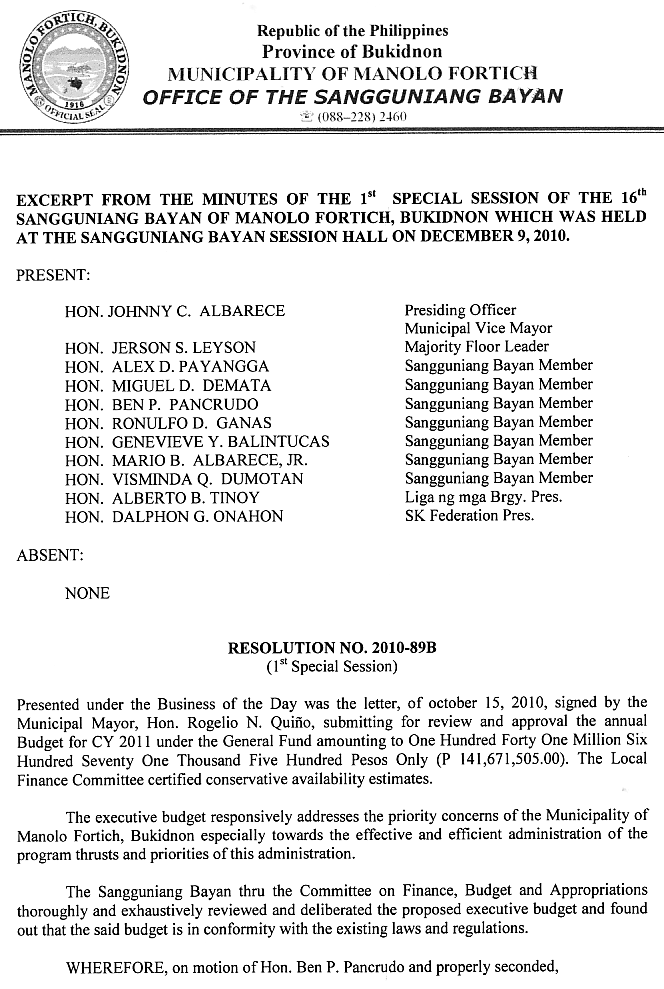 MANOLO FORTICH, BUKIDNON
1916
OFFICIAL SEAL
Republic of the Philippines
Province of Bukidnon
MUNICIPALITY OF MANOLO FORTICH
OFFICE OF THE SANGGUNIANG BAYAN
☏ (088–228) 2460
EXCERPT FROM THE MINUTES OF THE 1st SPECIAL SESSION OF THE 16th
SANGGUNIANG BAYAN OF MANOLO FORTICH, BUKIDNON WHICH WAS HELD
AT THE SANGGUNIANG BAYAN SESSION HALL ON DECEMBER 9, 2010.
PRESENT:
HON. JOHNNY C. ALBARECE Presiding Officer
Municipal Vice Mayor
HON. JERSON S. LEYSON Majority Floor Leader
HON. ALEX D. PAYANGGA Sangguniang Bayan Member
HON. MIGUEL D. DEMATA Sangguniang Bayan Member
HON. BEN P. PANCRUDO Sangguniang Bayan Member
HON. RONULFO D. GANAS Sangguniang Bayan Member
HON. GENEVIEVE Y. BALINTUCAS Sangguniang Bayan Member
HON. MARIO B. ALBARECE, JR. Sangguniang Bayan Member
HON. VISMINDA Q. DUMOTAN Sangguniang Bayan Member
HON. ALBERTO B. TINOY Liga ng mga Brgy. Pres.
HON. DALPHON G. ONAHON SK Federation Pres.
ABSENT:
NONE
RESOLUTION NO. 2010-89B
(1st Special Session)
Presented under the Business of the Day was the letter, of october 15, 2010, signed by the
Municipal Mayor, Hon. Rogelio N. Quiño, submitting for review and approval the annual
Budget for CY 2011 under the General Fund amounting to One Hundred Forty One Million Six
Hundred Seventy One Thousand Five Hundred Pesos Only (P 141,671,505.00). The Local
Finance Committee certified conservative availability estimates.
The executive budget responsively addresses the priority concerns of the Municipality of
Manolo Fortich, Bukidnon especially towards the effective and efficient administration of the
program thrusts and priorities of this administration.
The Sangguniang Bayan thru the Committee on Finance, Budget and Appropriations
thoroughly and exhaustively reviewed and deliberated the proposed executive budget and found
out that the said budget is in conformity with the existing laws and regulations.
WHEREFORE, on motion of Hon. Ben P. Pancrudo and properly seconded,